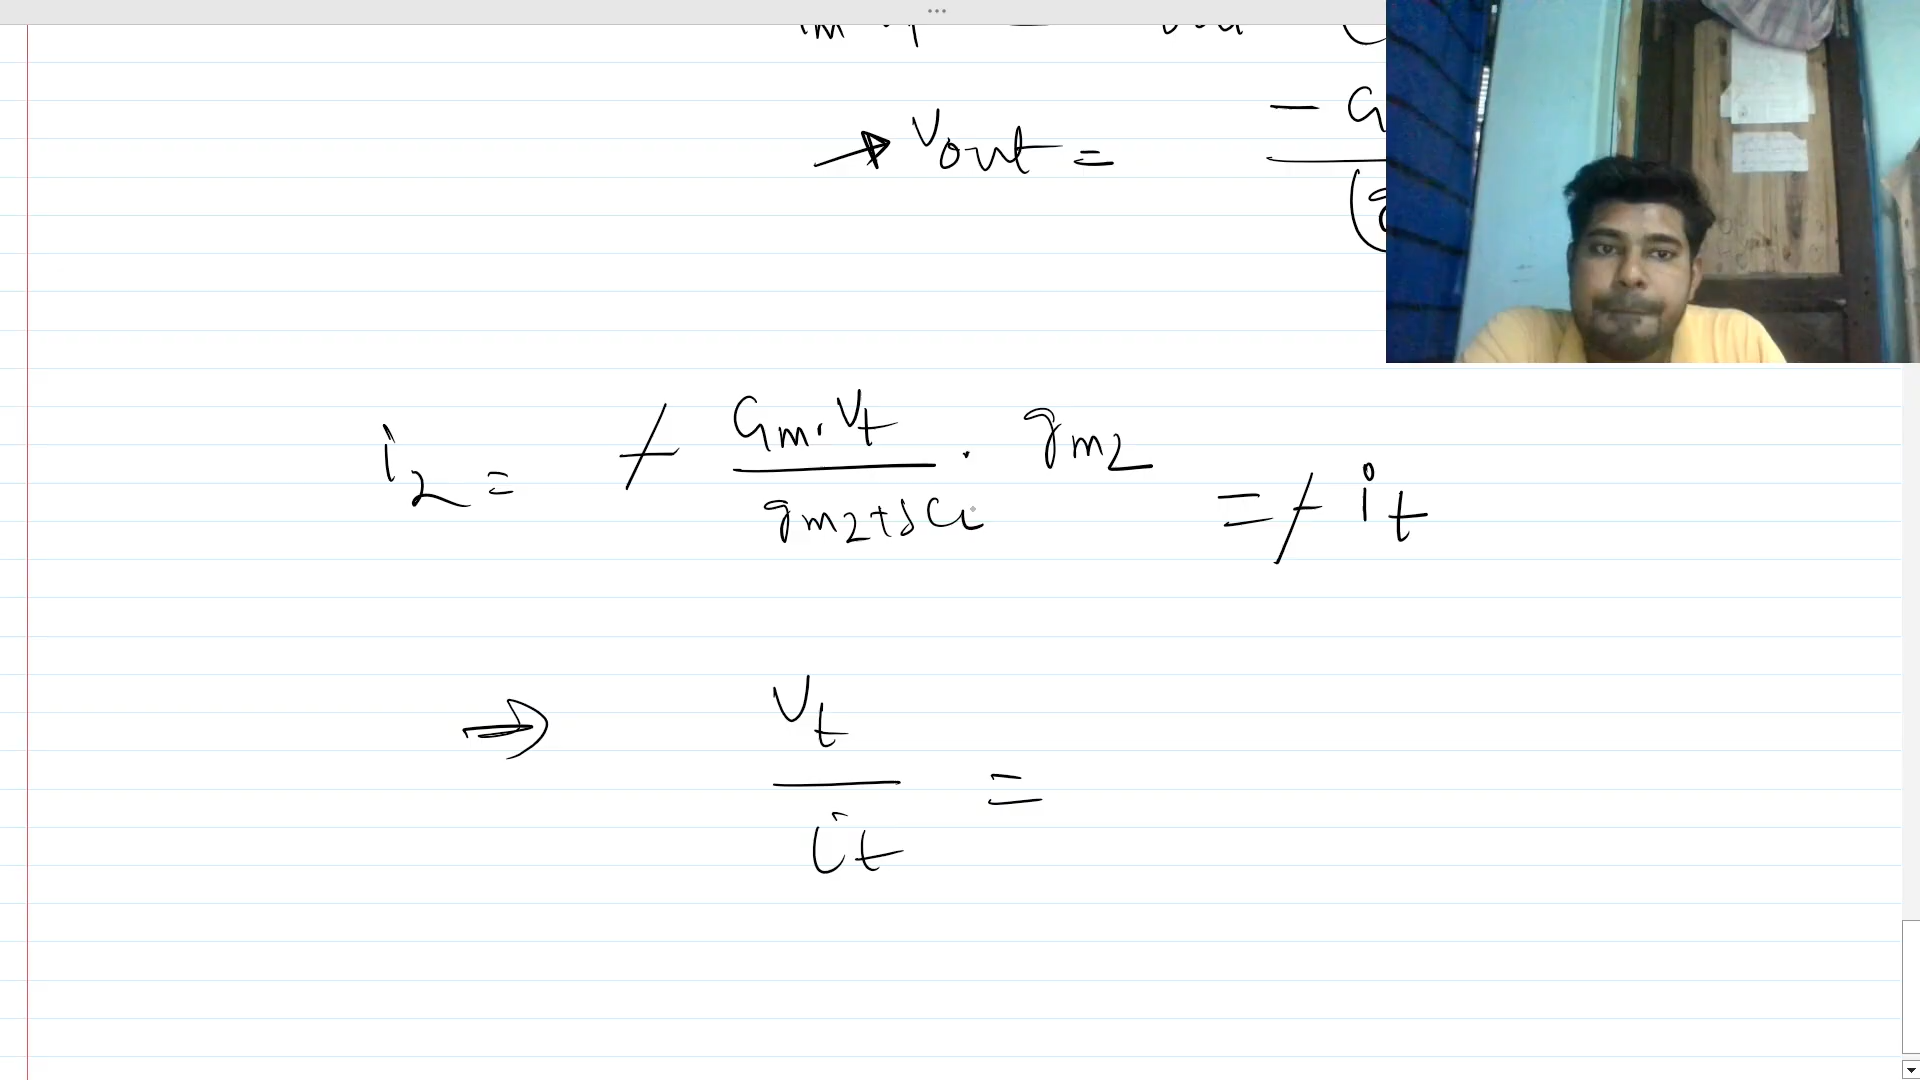 → Vout = - G
i2 = - Gm.Vt / gm2+sCL . gm2 = - it
⇒ Vt / it =